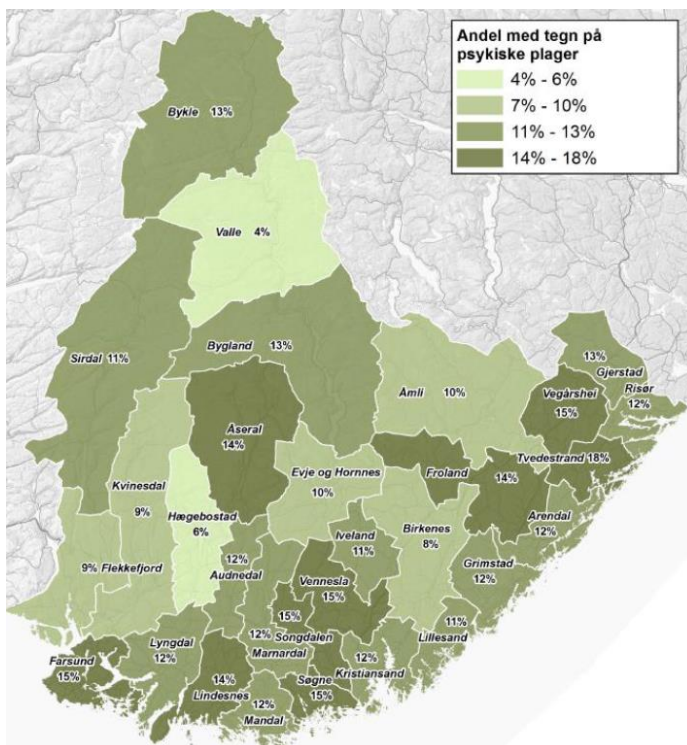 Andel med tegn på
psykiske plager
4% - 6%
7% - 10%
11% - 13%
14% - 18%
Bykle 13%
Valle 4%
Sirdal 11%
Bygland 13%
13%
Gjerstad
Risør
12%
Åmli 10%
Vegårshei
15%
Åseral
14%
Tvedestrand 18%
Froland
14%
Evje og Hornnes
10%
Kvinesdal
9%
Hægebostad
6%
Birkenes
8%
Arendal
12%
Iveland
11%
Grimstad
12%
9% Flekkefjord
12%
Audnedal
Vennesla
15%
15%
Songdalen
11%
Lillesand
Lyngdal
12%
12%
Marnardal
12%
Kristiansand
Farsund
15%
14%
Lindesnes
Søgne
15%
12%
Mandal